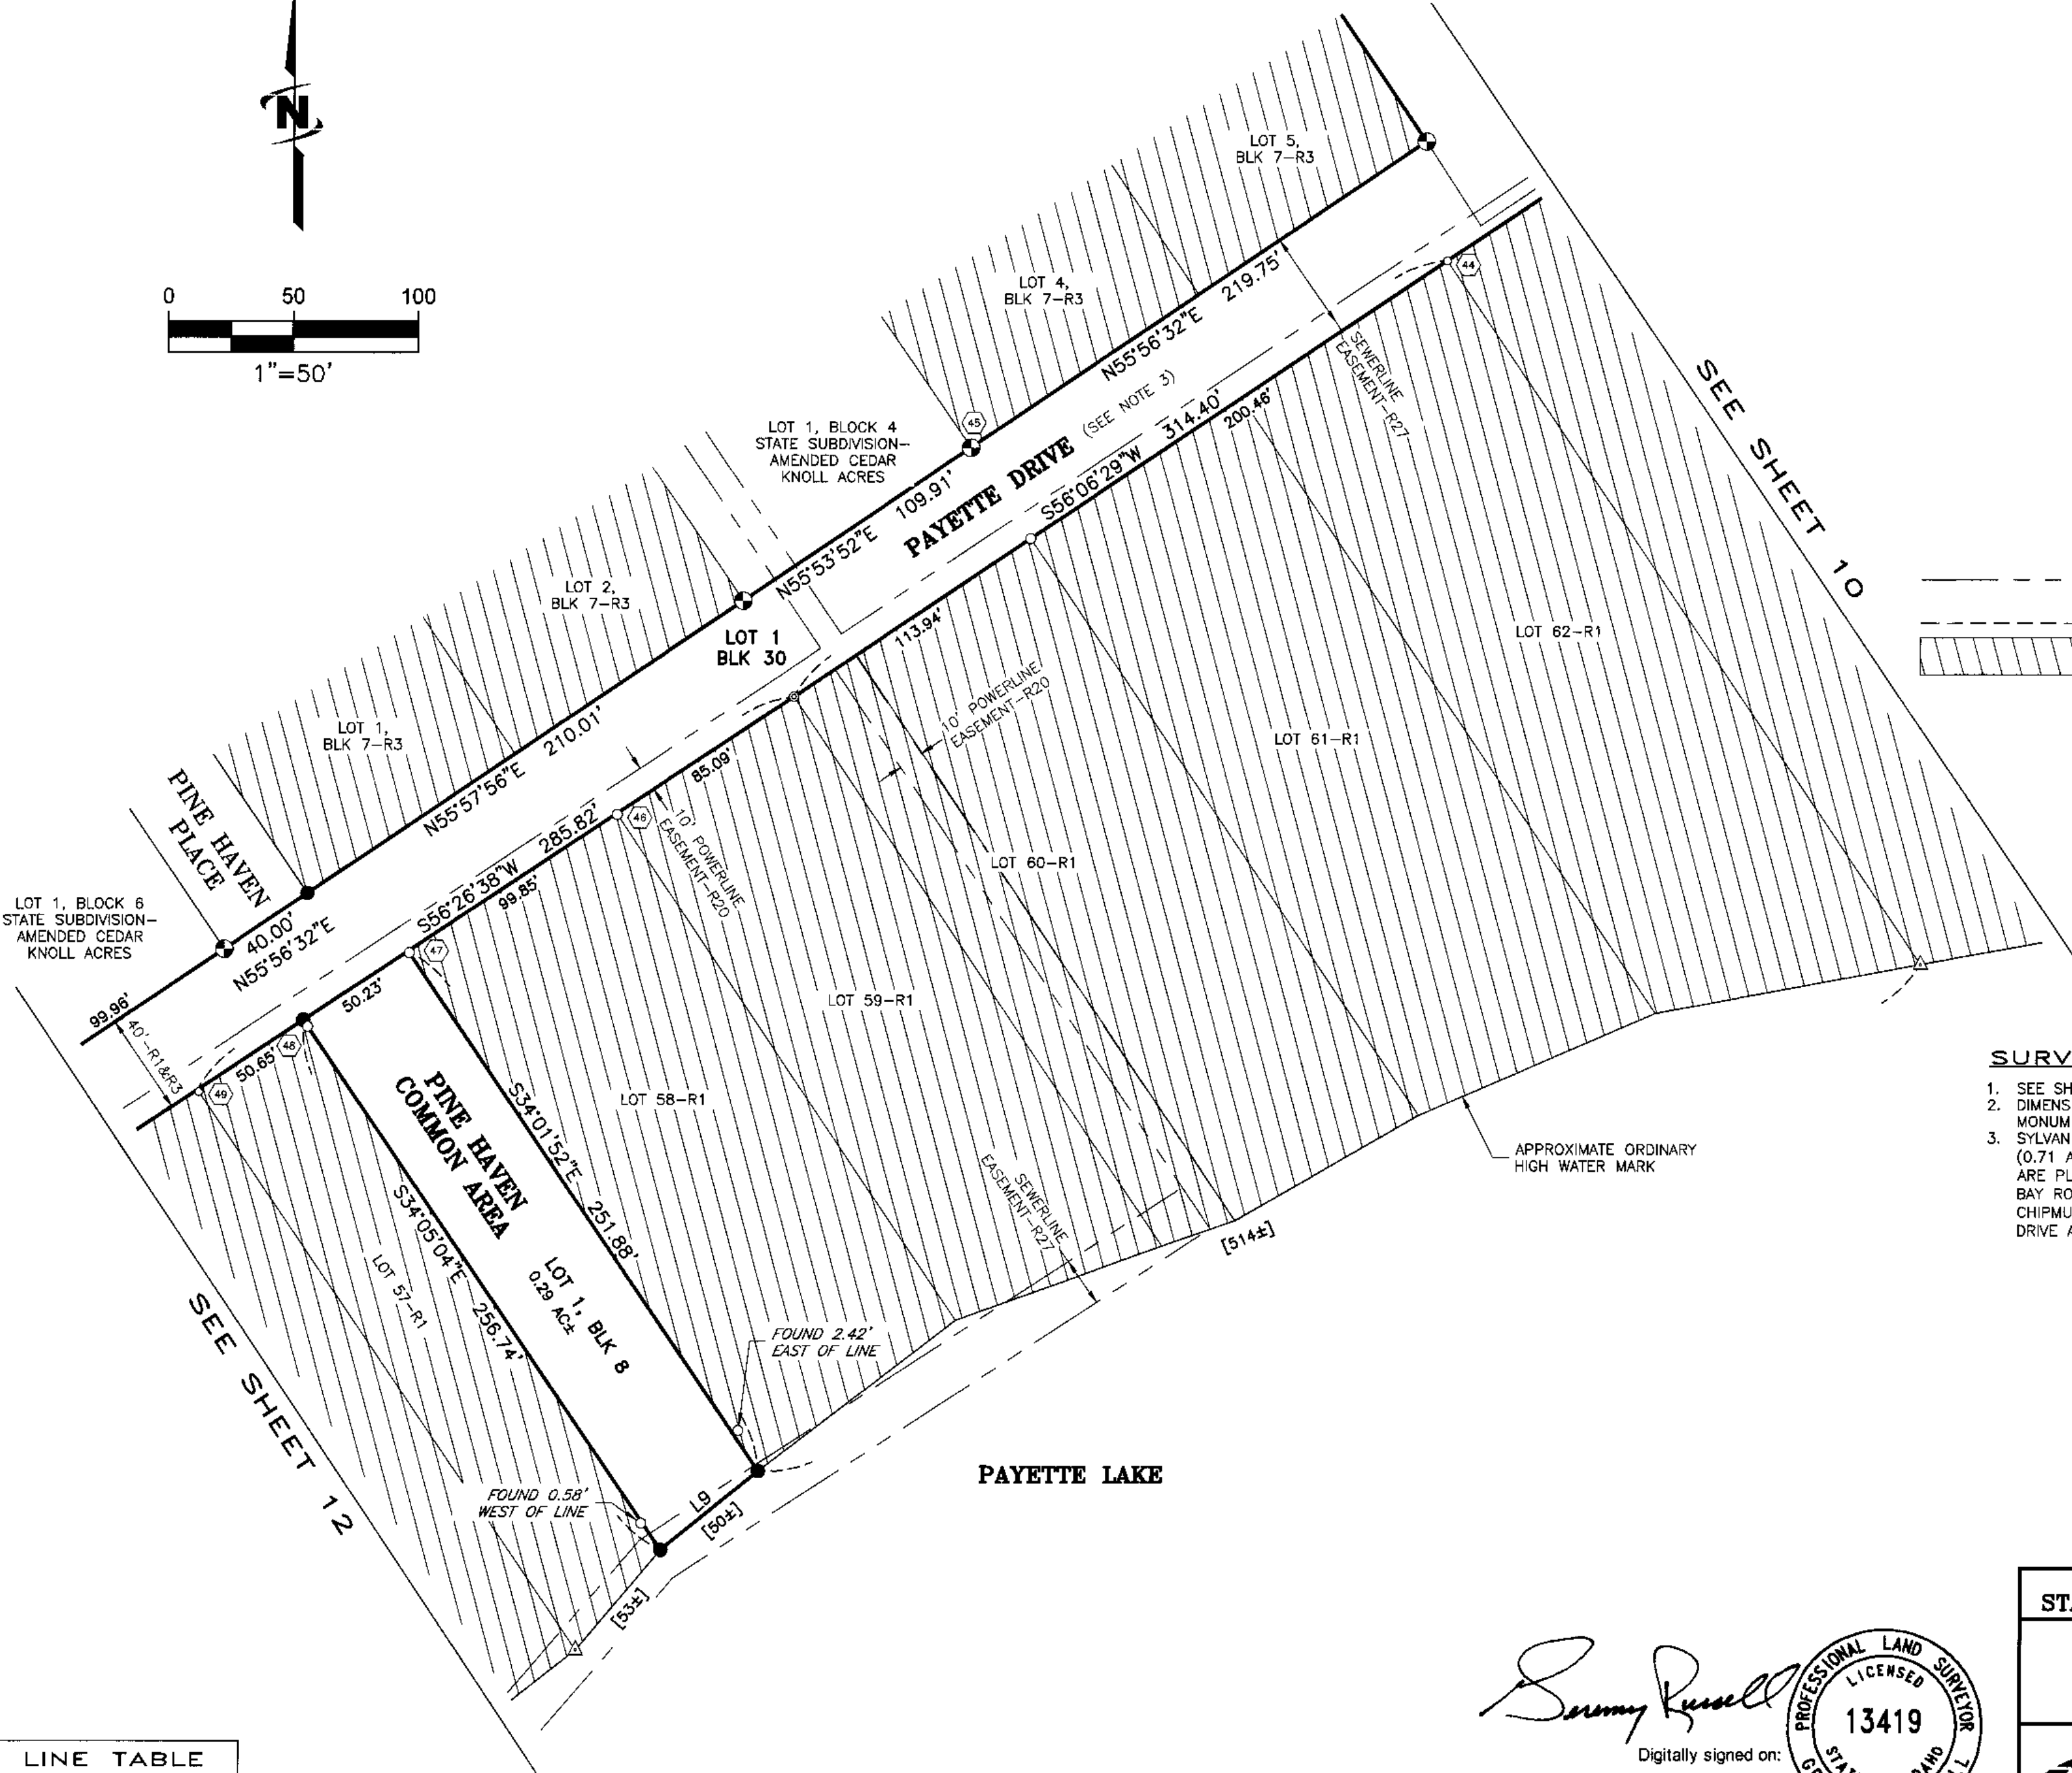 N
0 50 100
1"=50'
LOT 5,
BLK 7-R3
LOT 4,
BLK 7-R3
N55°56'32"E 219.75'
44
SEWERLINE
EASEMENT-R27
SEE SHEET 10
45
LOT 1, BLOCK 4
STATE SUBDIVISION-
AMENDED CEDAR
KNOLL ACRES
N55°53'52"E 109.91'
PAYETTE DRIVE (SEE NOTE 3)
S56°06'29"W 314.40'
200.46'
113.94'
LOT 2,
BLK 7-R3
LOT 1
BLK 30
10' POWERLINE
EASEMENT-R20
LOT 62-R1
LOT 61-R1
LOT 1,
BLK 7-R3
N55°57'56"E 210.01'
85.09'
46
10' POWERLINE
EASEMENT-R20
LOT 60-R1
PINE HAVEN
PLACE
LOT 1, BLOCK 6
STATE SUBDIVISION-
AMENDED CEDAR
KNOLL ACRES
40.00'
N55°56'32"E
S56°26'38"W 285.82'
99.85'
47
50.23'
99.96'
40'-R1&R3
48
50.65'
49
LOT 59-R1
LOT 58-R1
PINE HAVEN
COMMON AREA
LOT 1, BLK 8
0.29 AC±
S34°01'52"E 251.88'
S34°05'04"E 256.74'
LOT 57-R1
SEWERLINE
EASEMENT-R27
[514±]
APPROXIMATE ORDINARY
HIGH WATER MARK
SURV
1. SEE SH
2. DIMENS
MONUM
3. SYLVAN
(0.71 A
ARE PL
BAY RO
CHIPMU
DRIVE A
SEE SHEET 12
FOUND 2.42'
EAST OF LINE
FOUND 0.58'
WEST OF LINE
L9
[50±]
[53±]
PAYETTE LAKE
LINE TABLE
Digitally signed on:
PROFESSIONAL LAND SURVEYOR
LICENSED
13419
STA